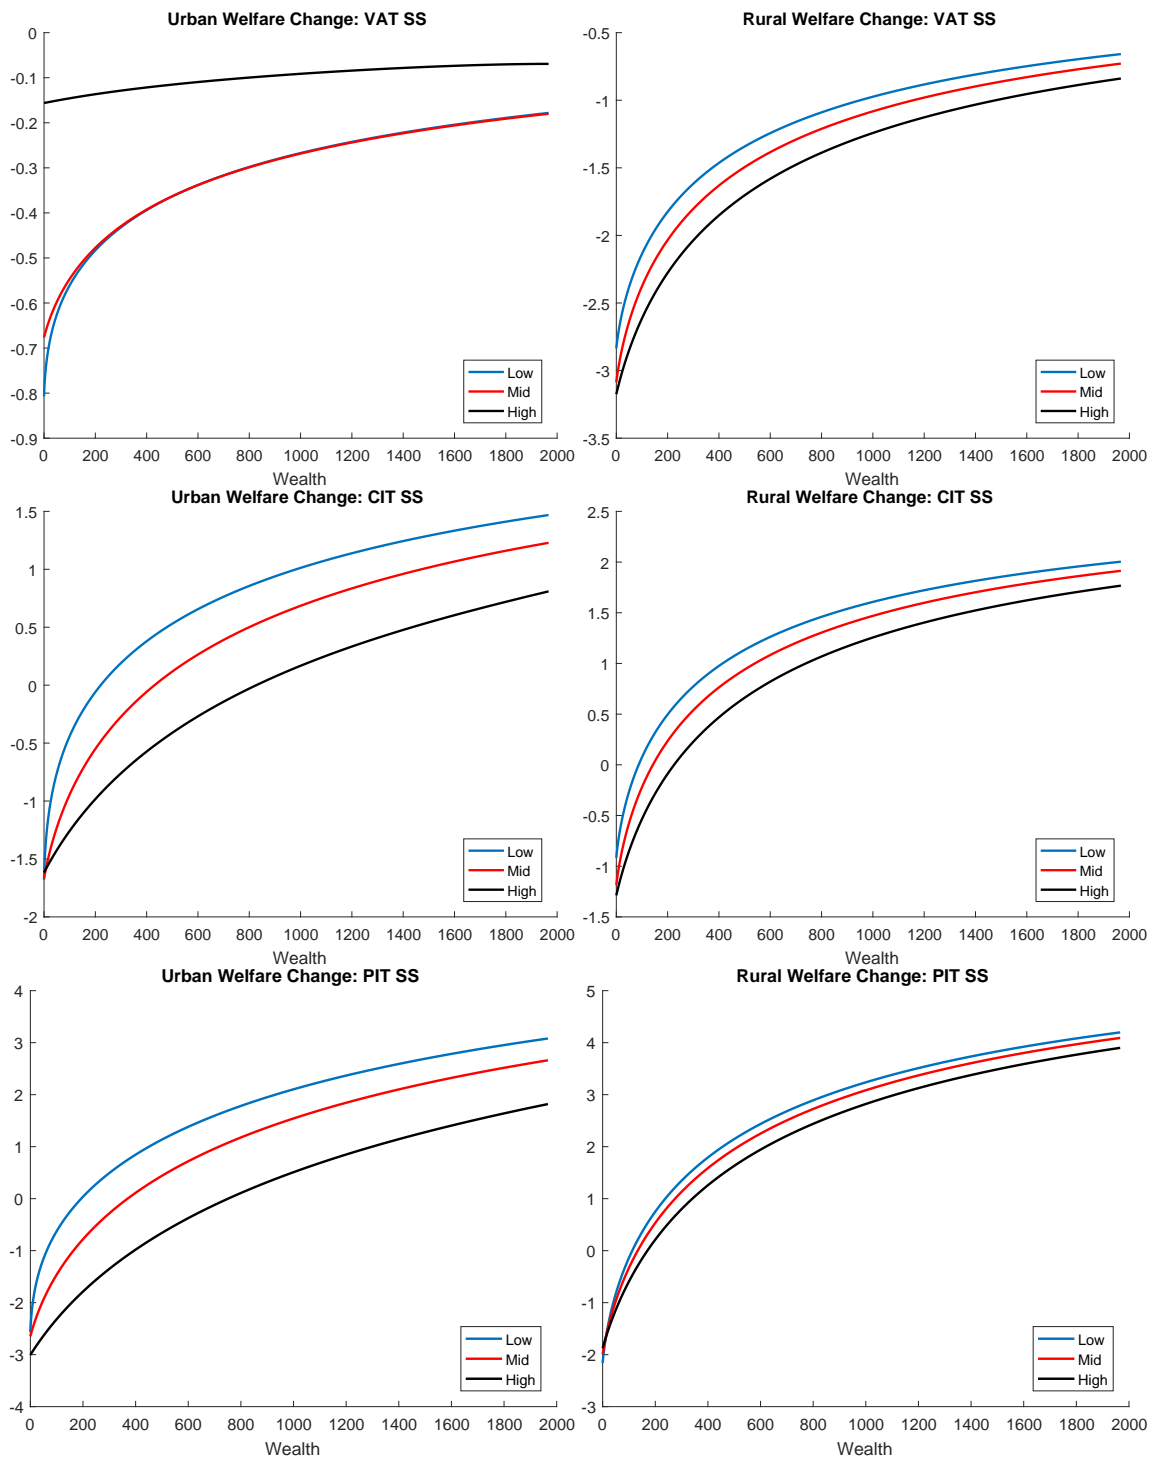 Urban Welfare Change: VAT SS
0
-0.1
-0.2
-0.3
-0.4
-0.5
-0.6
-0.7
-0.8
-0.9
Low
Mid
High
0 200 400 600 800 1000 1200 1400 1600 1800 2000
Wealth
Rural Welfare Change: VAT SS
-0.5
-1
-1.5
-2
-2.5
-3
-3.5
Low
Mid
High
0 200 400 600 800 1000 1200 1400 1600 1800 2000
Wealth
Urban Welfare Change: CIT SS
1.5
1
0.5
0
-0.5
-1
-1.5
-2
Low
Mid
High
0 200 400 600 800 1000 1200 1400 1600 1800 2000
Wealth
Rural Welfare Change: CIT SS
2.5
2
1.5
1
0.5
0
-0.5
-1
-1.5
Low
Mid
High
0 200 400 600 800 1000 1200 1400 1600 1800 2000
Wealth
Urban Welfare Change: PIT SS
4
3
2
1
0
-1
-2
-3
-4
Low
Mid
High
0 200 400 600 800 1000 1200 1400 1600 1800 2000
Wealth
Rural Welfare Change: PIT SS
5
4
3
2
1
0
-1
-2
-3
Low
Mid
High
0 200 400 600 800 1000 1200 1400 1600 1800 2000
Wealth